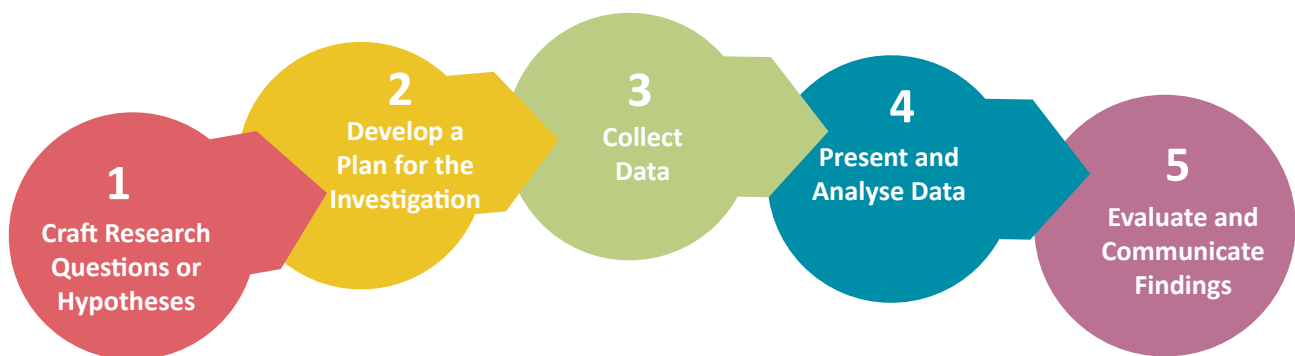 1
Craft Research
Questions or
Hypotheses
2
Develop a
Plan for the
Investigation
3
Collect
Data
4
Present and
Analyse Data
5
Evaluate and
Communicate
Findings